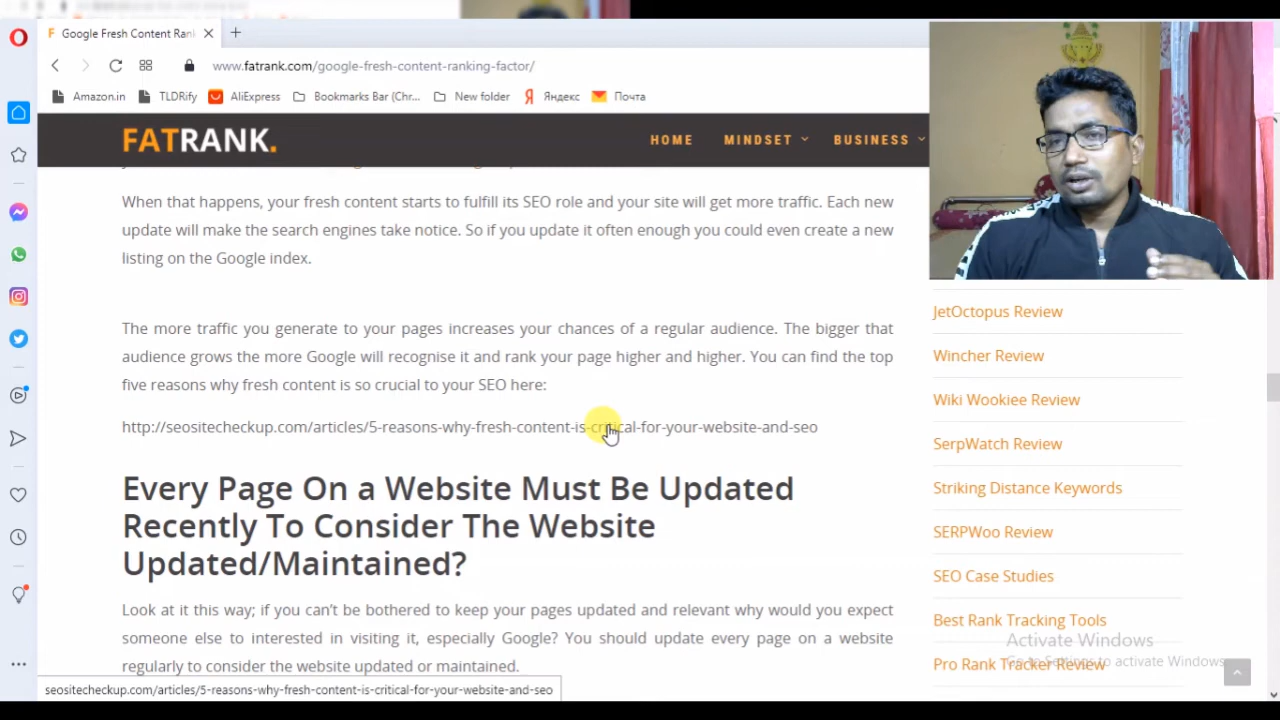 Google Fresh Content Ran
www.fatrank.com/google-fresh-content-ranking-factor/
Amazon.in TLDRify AliExpress Bookmarks Bar (Chr... New folder Яндекс Почта
FATRANK. HOME MINDSET BUSINESS
When that happens, your fresh content starts to fulfill its SEO role and your site will get more traffic. Each new
update will make the search engines take notice. So if you update it often enough you could even create a new
listing on the Google index.
The more traffic you generate to your pages increases your chances of a regular audience. The bigger that
audience grows the more Google will recognise it and rank your page higher and higher. You can find the top
five reasons why fresh content is so crucial to your SEO here:
http://seositecheckup.com/articles/5-reasons-why-fresh-content-is-critical-for-your-website-and-seo
Every Page On a Website Must Be Updated
Recently To Consider The Website
Updated/Maintained?
Look at it this way; if you can't be bothered to keep your pages updated and relevant why would you expect
someone else to interested in visiting it, especially Google? You should update every page on a website
regularly to consider the website updated or maintained.
seositecheckup.com/articles/5-reasons-why-fresh-content-is-critical-for-your-website-and-seo
JetOctopus Review
Wincher Review
Wiki Wookiee Review
SerpWatch Review
Striking Distance Keywords
SERPWoo Review
SEO Case Studies
Best Rank Tracking Tools
Activate Windows
Go to Settings to activate Windows.
Pro Rank Tracker Review